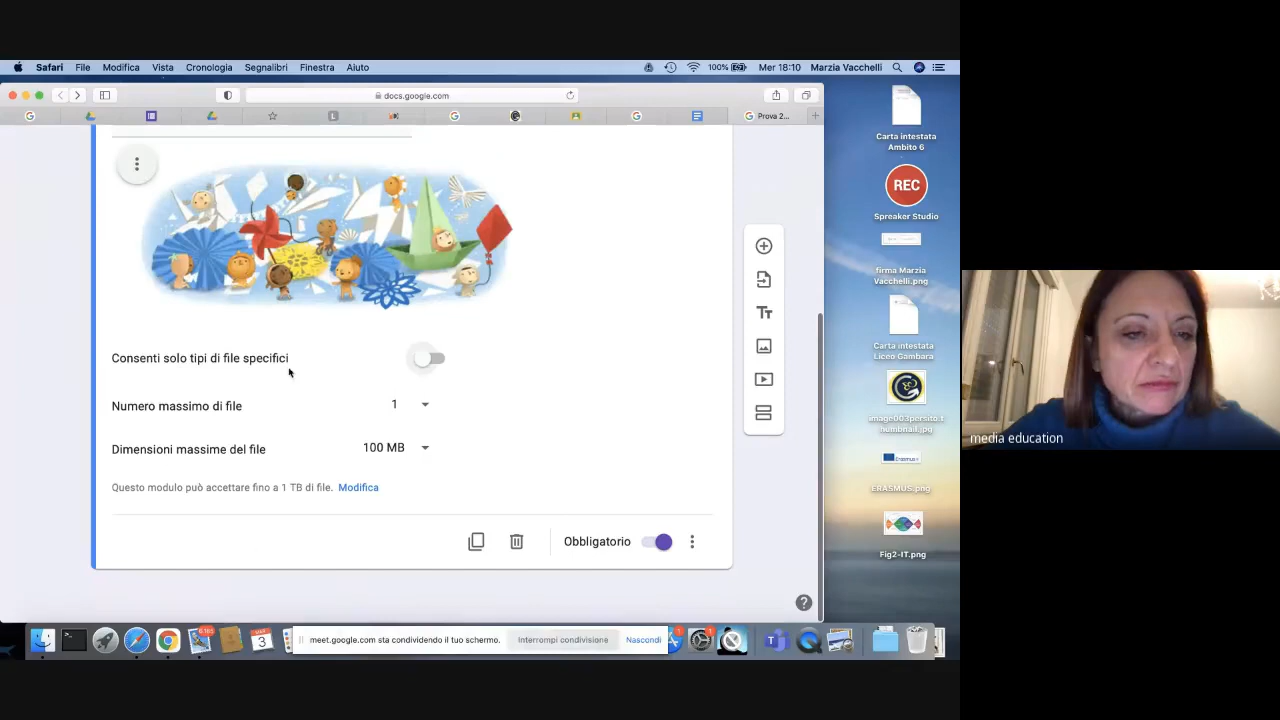 Safari File Modifica Vista Cronologia Segnalibri Finestra Aiuto 100% Mer 18:10 Marzia Vacchelli
docs.google.com
Prova 2...
Consenti solo tipi di file specifici
Numero massimo di file 1
Dimensioni massime del file 100 MB
Questo modulo può accettare fino a 1 TB di file. Modifica
Obbligatorio
Carta intestata
Ambito 6
REC
Spreaker Studio
firma Marzia
Vacchelli.png
Carta intestata
Liceo Gambara
image003persito.t
humbnail.jpg
Erasmus+
ERASMUS.png
Fig2-IT.png
meet.google.com sta condividendo il tuo schermo. Interrompi condivisione Nascondi
media education